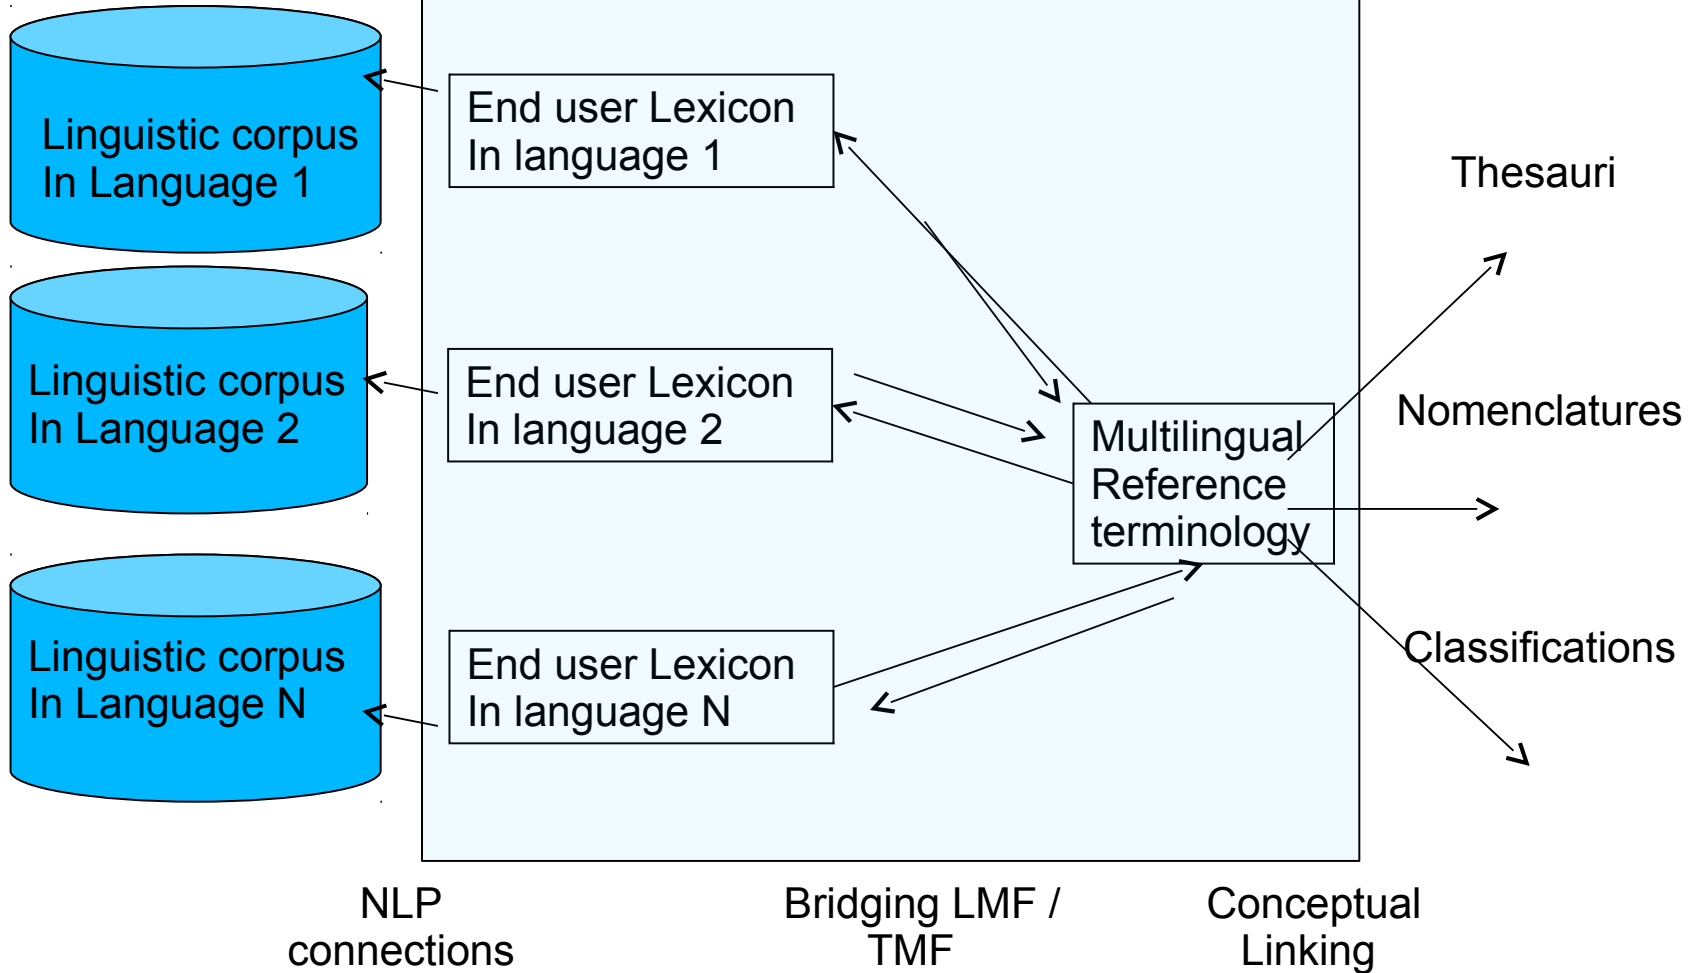 Linguistic corpus
In Language 1
End user Lexicon
In language 1
Thesauri
Linguistic corpus
In Language 2
End user Lexicon
In language 2
Multilingual
Reference
terminology
Nomenclatures
Linguistic corpus
In Language N
End user Lexicon
In language N
Classifications
NLP
connections
Bridging LMF /
TMF
Conceptual
Linking